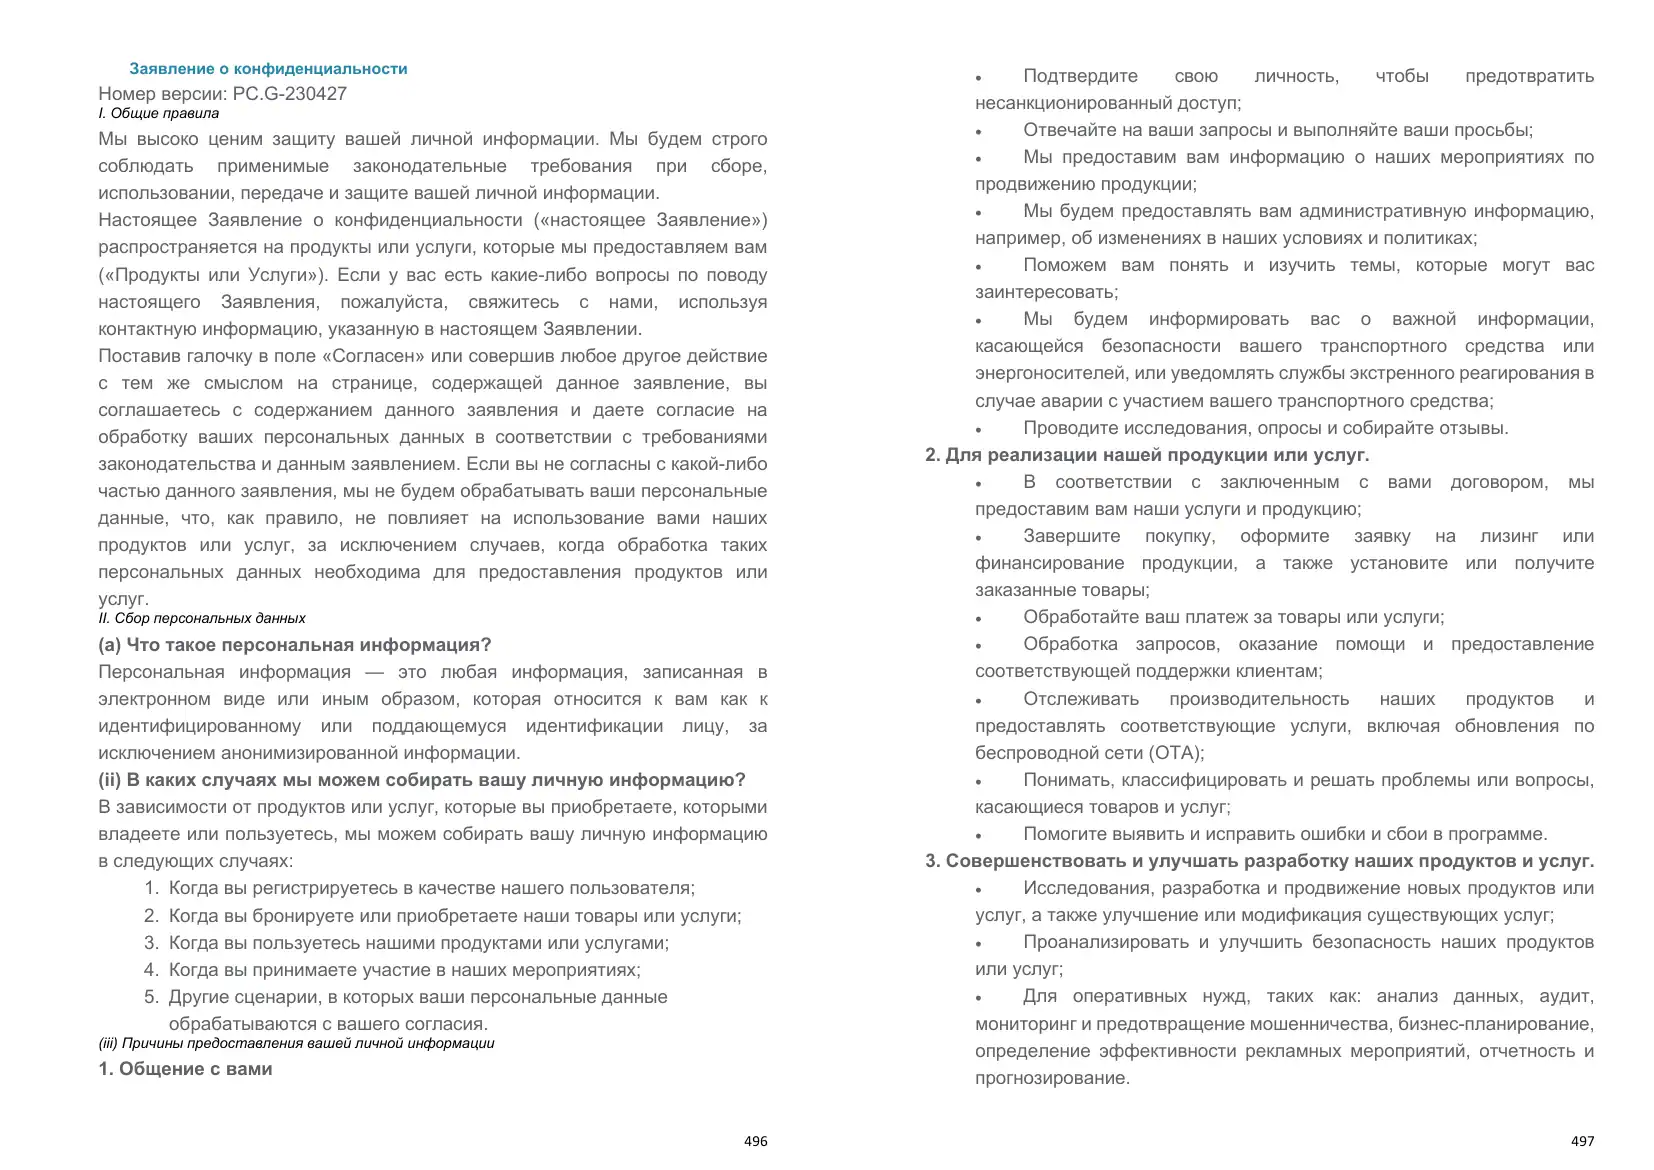 Заявление о конфиденциальности
Номер версии: PC.G-230427
I. Общие правила
Мы высоко ценим защиту вашей личной информации. Мы будем строго
соблюдать применимые законодательные требования при сборе,
использовании, передаче и защите вашей личной информации.
Настоящее Заявление о конфиденциальности («настоящее Заявление»)
распространяется на продукты или услуги, которые мы предоставляем вам
(«Продукты или Услуги»). Если у вас есть какие-либо вопросы по поводу
настоящего Заявления, пожалуйста, свяжитесь с нами, используя
контактную информацию, указанную в настоящем Заявлении.
Поставив галочку в поле «Согласен» или совершив любое другое действие
с тем же смыслом на странице, содержащей данное заявление, вы
соглашаетесь с содержанием данного заявления и даете согласие на
обработку ваших персональных данных в соответствии с требованиями
законодательства и данным заявлением. Если вы не согласны с какой-либо
частью данного заявления, мы не будем обрабатывать ваши персональные
данные, что, как правило, не повлияет на использование вами наших
продуктов или услуг, за исключением случаев, когда обработка таких
персональных данных необходима для предоставления продуктов или
услуг.
II. Сбор персональных данных
(a) Что такое персональная информация?
Персональная информация — это любая информация, записанная в
электронном виде или иным образом, которая относится к вам как к
идентифицированному или поддающемуся идентификации лицу, за
исключением анонимизированной информации.
(ii) В каких случаях мы можем собирать вашу личную информацию?
В зависимости от продуктов или услуг, которые вы приобретаете, которыми
владеете или пользуетесь, мы можем собирать вашу личную информацию
в следующих случаях:
1. Когда вы регистрируетесь в качестве нашего пользователя;
2. Когда вы бронируете или приобретаете наши товары или услуги;
3. Когда вы пользуетесь нашими продуктами или услугами;
4. Когда вы принимаете участие в наших мероприятиях;
5. Другие сценарии, в которых ваши персональные данные
обрабатываются с вашего согласия.
(iii) Причины предоставления вашей личной информации
1. Общение с вами
496
• Подтвердите свою личность, чтобы предотвратить
несанкционированный доступ;
• Отвечайте на ваши запросы и выполняйте ваши просьбы;
• Мы предоставим вам информацию о наших мероприятиях по
продвижению продукции;
• Мы будем предоставлять вам административную информацию,
например, об изменениях в наших условиях и политиках;
• Поможем вам понять и изучить темы, которые могут вас
заинтересовать;
• Мы будем информировать вас о важной информации,
касающейся безопасности вашего транспортного средства или
энергоносителей, или уведомлять службы экстренного реагирования в
случае аварии с участием вашего транспортного средства;
• Проводите исследования, опросы и собирайте отзывы.
2. Для реализации нашей продукции или услуг.
• В соответствии с заключенным с вами договором, мы
предоставим вам наши услуги и продукцию;
• Завершите покупку, оформите заявку на лизинг или
финансирование продукции, а также установите или получите
заказанные товары;
• Обработайте ваш платеж за товары или услуги;
• Обработка запросов, оказание помощи и предоставление
соответствующей поддержки клиентам;
• Отслеживать производительность наших продуктов и
предоставлять соответствующие услуги, включая обновления по
беспроводной сети (OTA);
• Понимать, классифицировать и решать проблемы или вопросы,
касающиеся товаров и услуг;
• Помогите выявить и исправить ошибки и сбои в программе.
3. Совершенствовать и улучшать разработку наших продуктов и услуг.
• Исследования, разработка и продвижение новых продуктов или
услуг, а также улучшение или модификация существующих услуг;
• Проанализировать и улучшить безопасность наших продуктов
или услуг;
• Для оперативных нужд, таких как: анализ данных, аудит,
мониторинг и предотвращение мошенничества, бизнес-планирование,
определение эффективности рекламных мероприятий, отчетность и
прогнозирование.
497